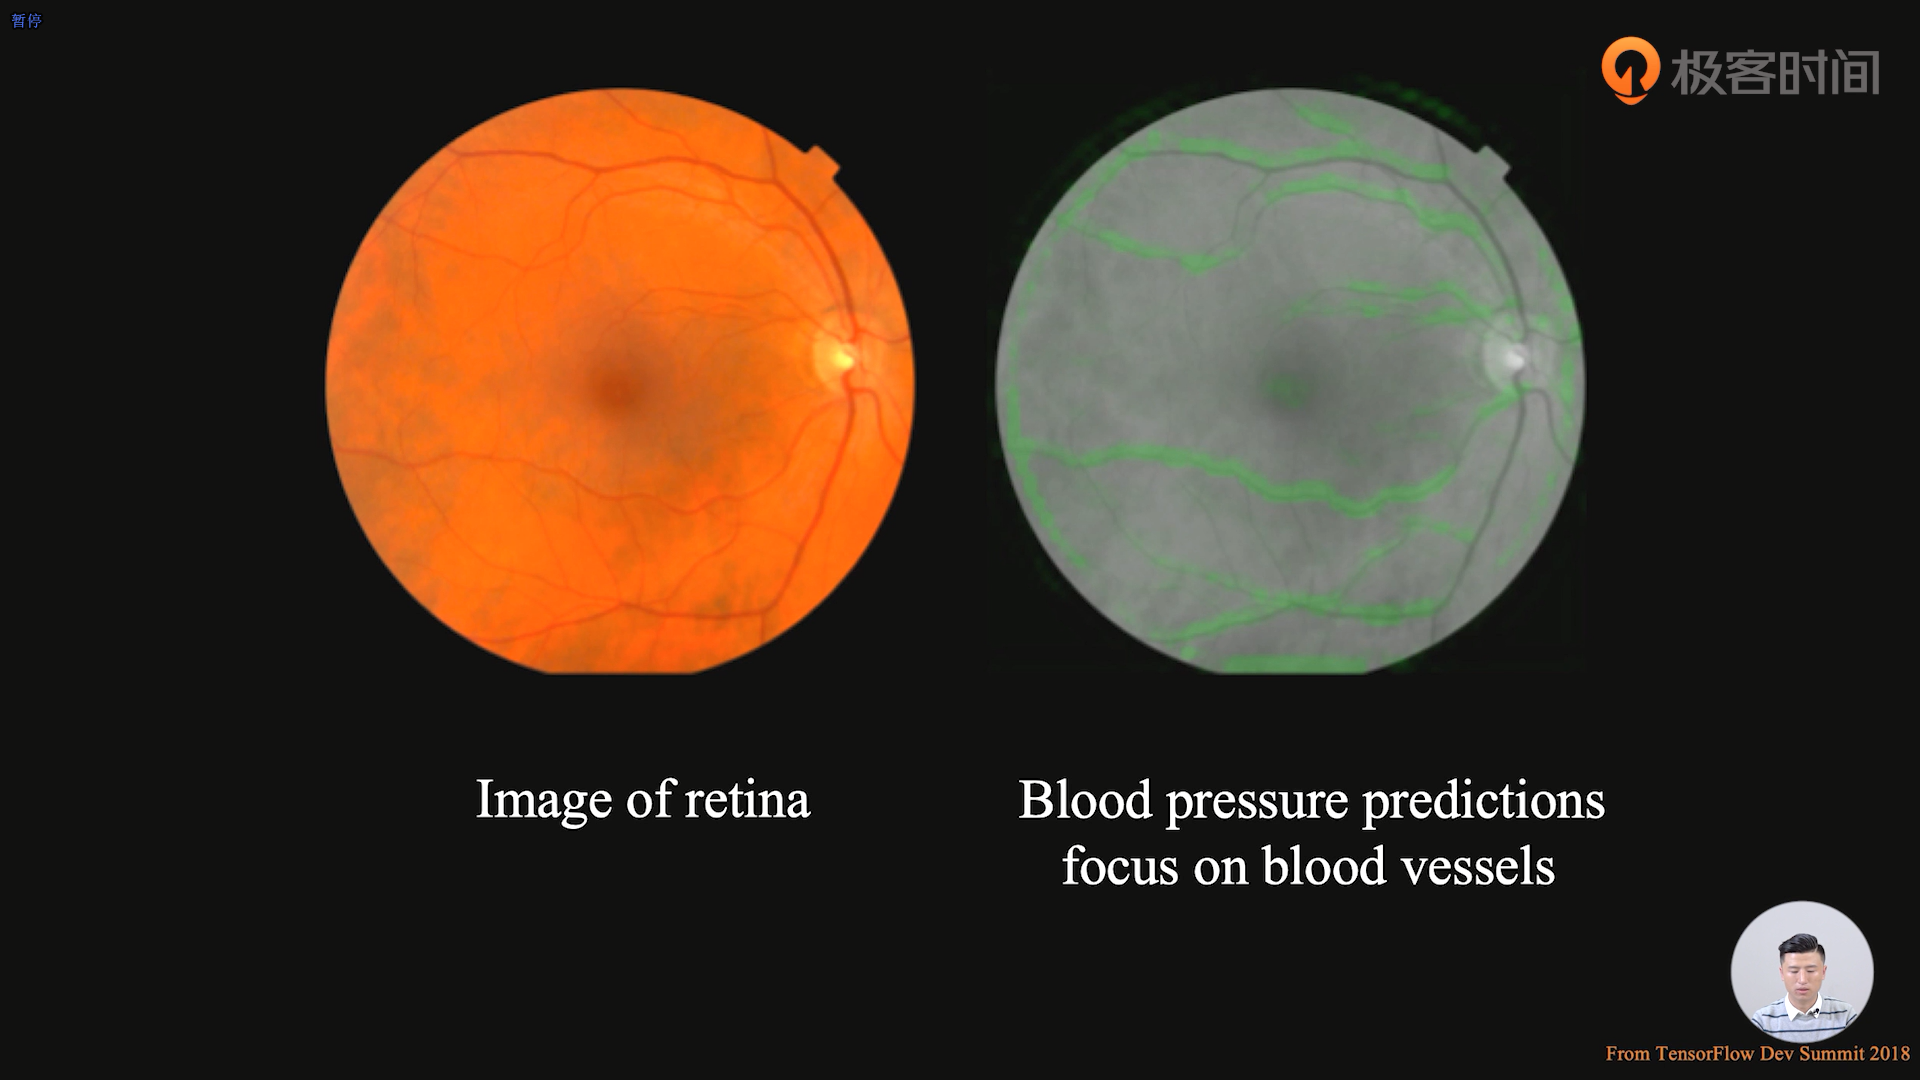 暂停
极客时间
Image of retina
Blood pressure predictions
focus on blood vessels
From TensorFlow Dev Summit 2018